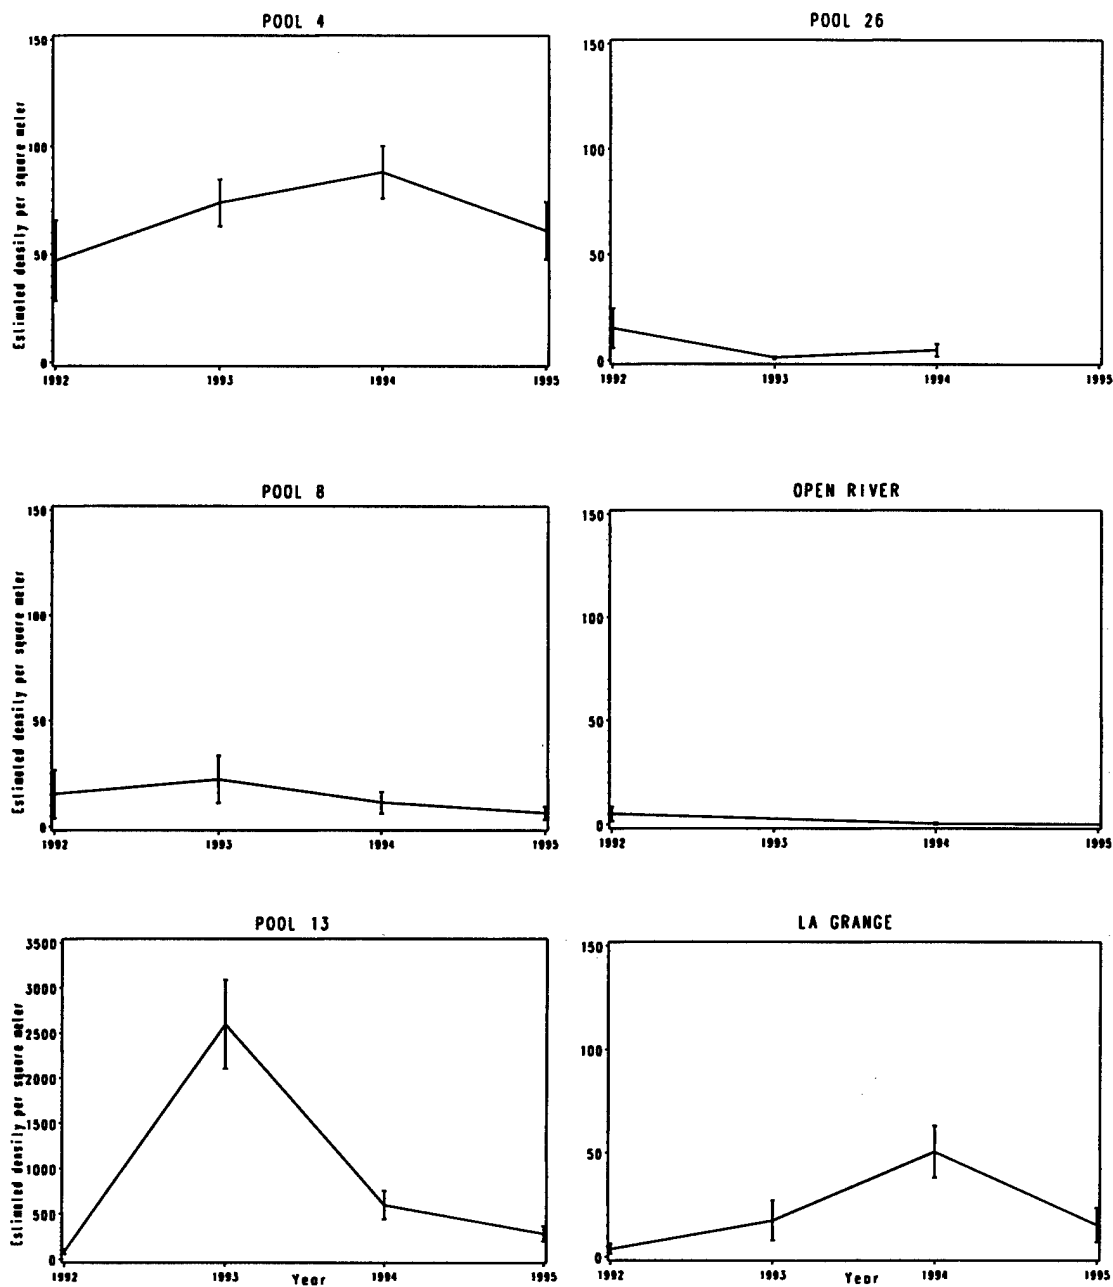 POOL 4
Estimated density per square meter
150
100
50
0
1992 1993 1994 1995
POOL 26
150
100
50
0
1992 1993 1994 1995
POOL 8
Estimated density per square meter
150
100
50
0
1992 1993 1994 1995
OPEN RIVER
150
100
50
0
1992 1993 1994 1995
POOL 13
Estimated density per square meter
3500
3000
2500
2000
1500
1000
500
0
1992 1993 1994 1995
Year
LA GRANGE
150
100
50
0
1992 1993 1994 1995
Year